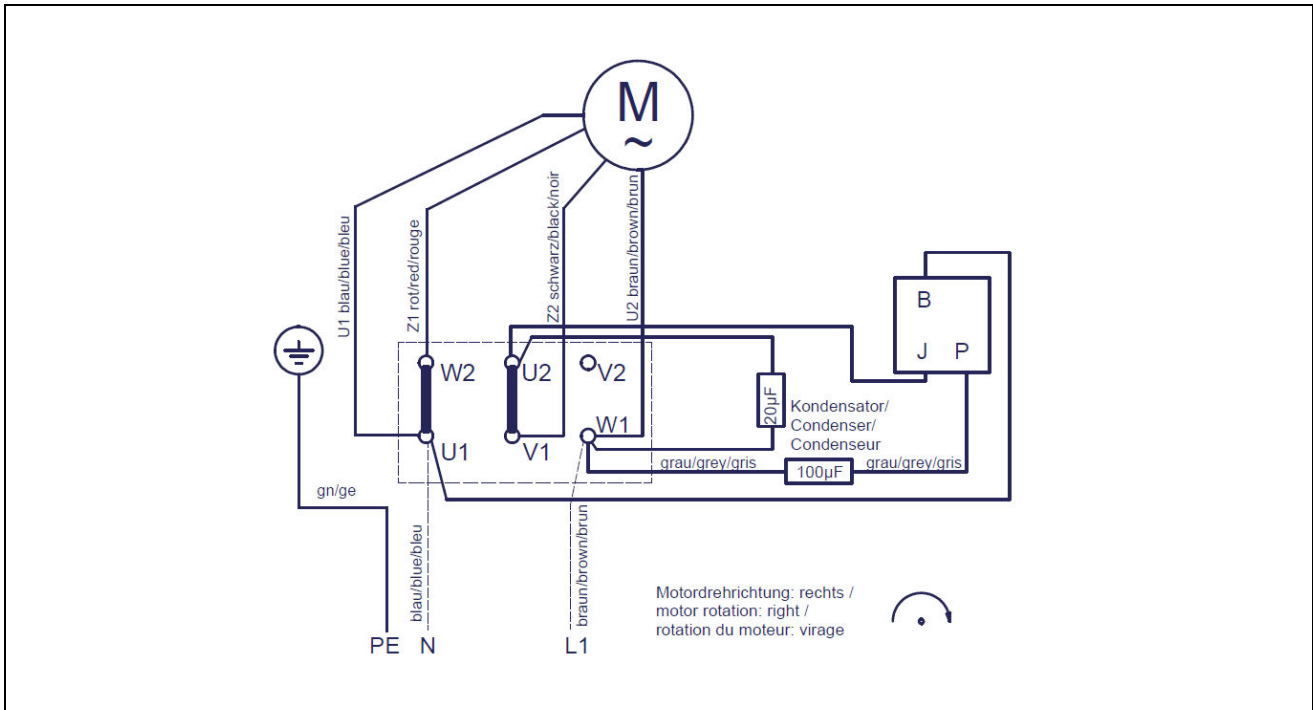 M
~
U1 blau/blue/bleu
Z1 rot/red/rouge
Z2 schwarz/black/noir
U2 braun/brown/brun
B
J P
W2 U2 V2
20µF
Kondensator/
Condenser/
Condenseur
U1 V1 W1
grau/grey/gris 100µF grau/grey/gris
gn/ge
blau/blue/bleu
braun/brown/brun
Motordrehrichtung: rechts /
motor rotation: right /
rotation du moteur: virage
PE N L1